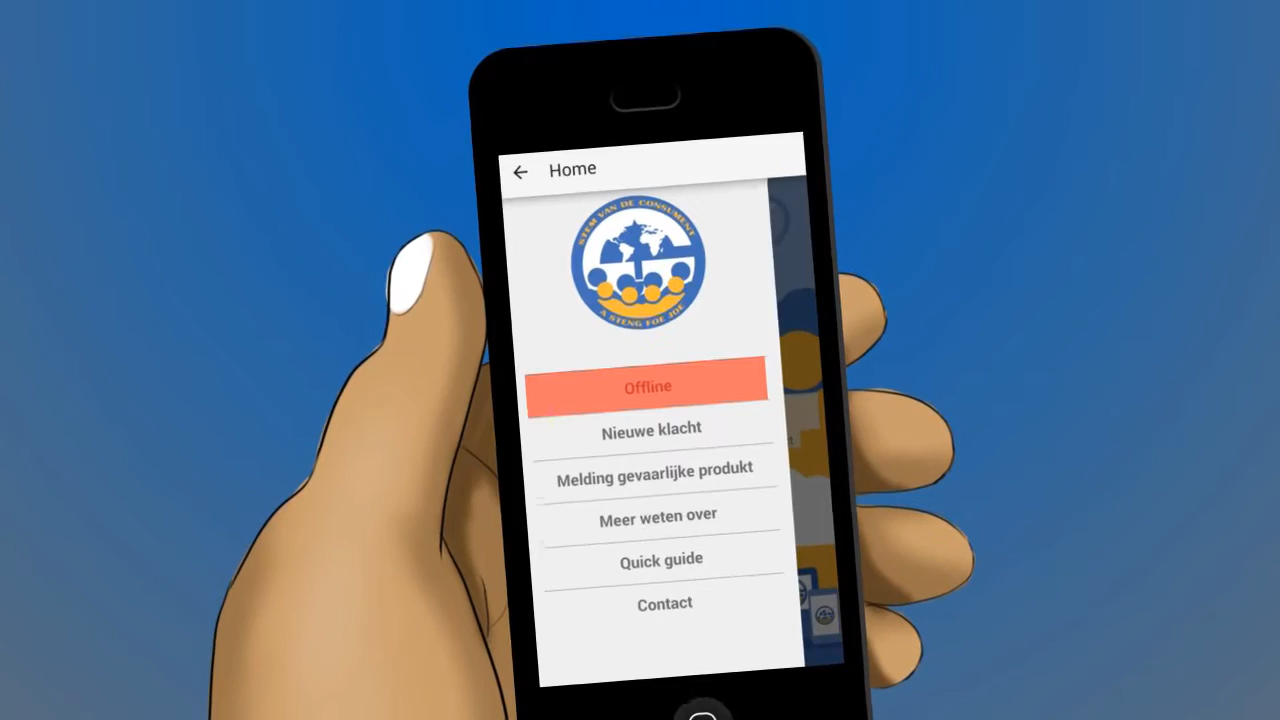 Home
STEM VAN DE CONSUMENT
A STENG FOE JOE
Offline
Nieuwe klacht
Melding gevaarlijke produkt
Meer weten over
Quick guide
Contact